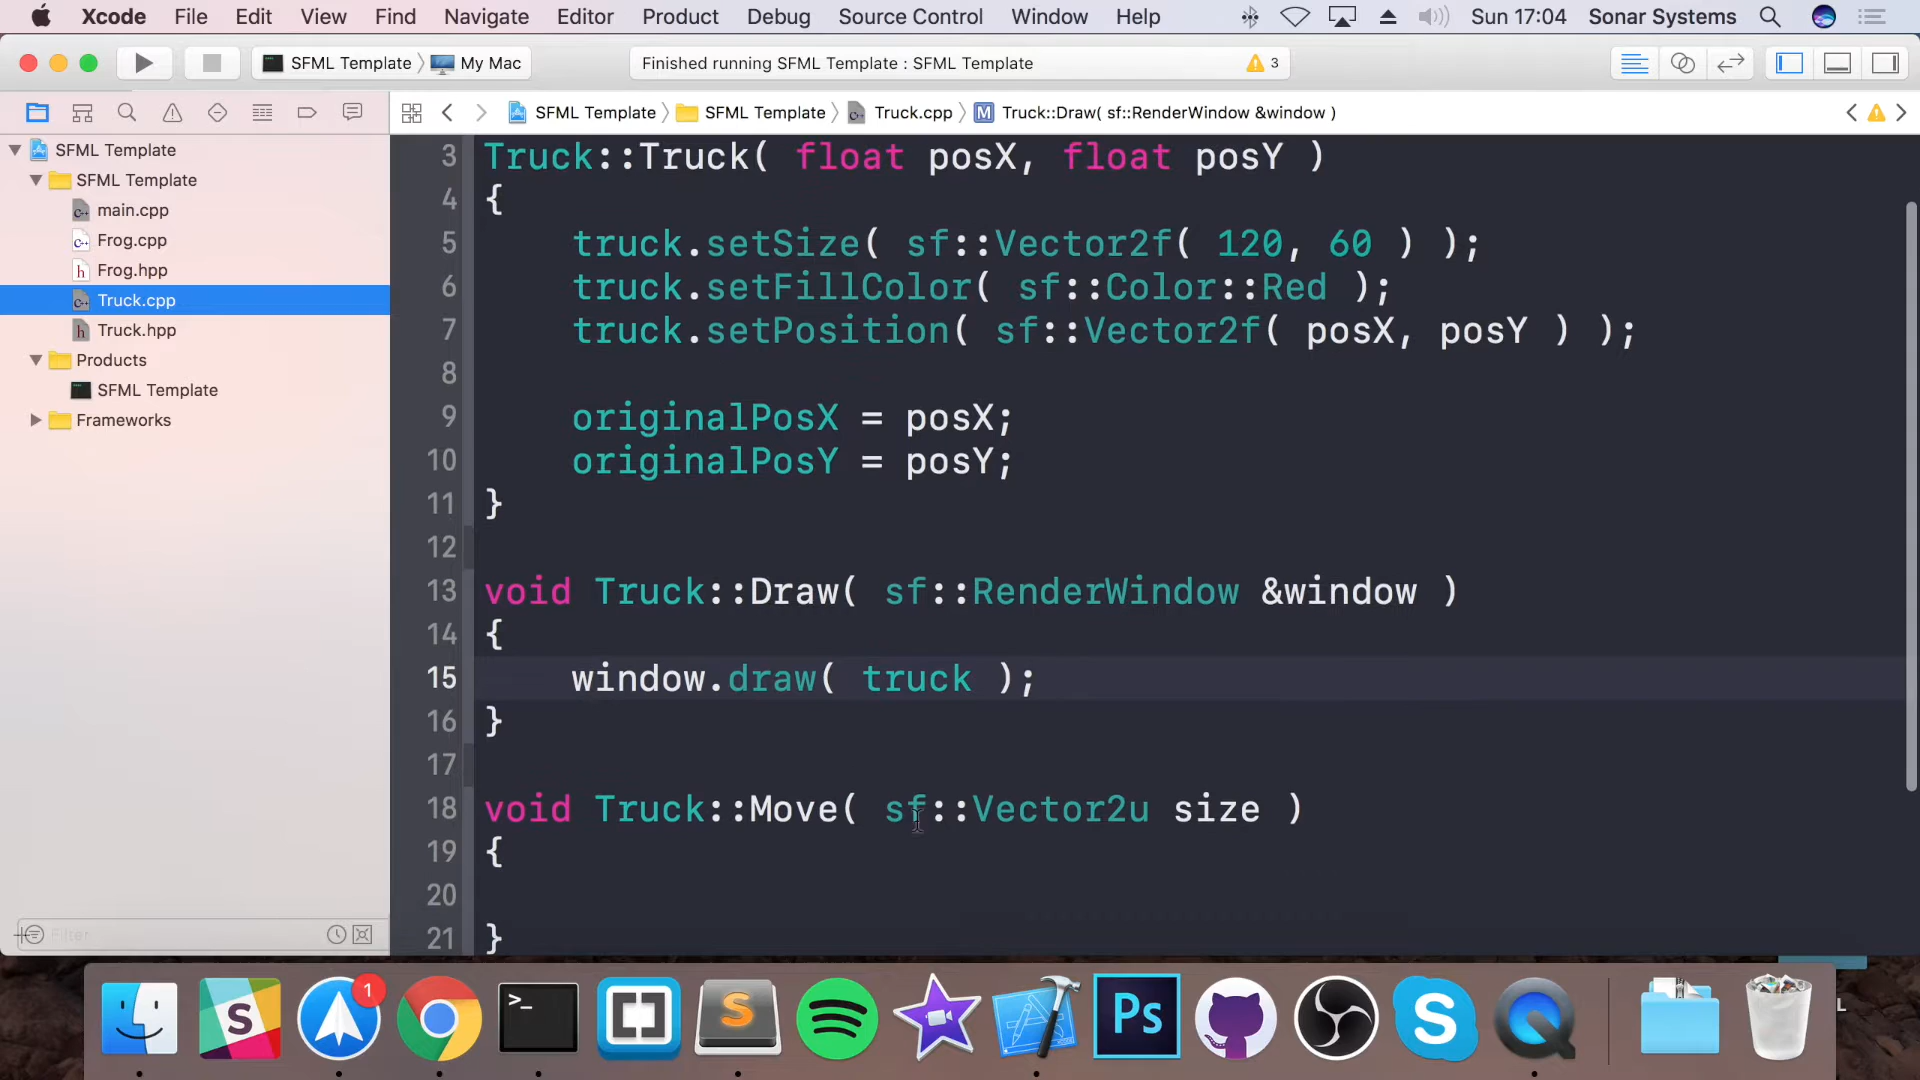 Xcode File Edit View Find Navigate Editor Product Debug Source Control Window Help Sun 17:04 Sonar Systems
SFML Template My Mac Finished running SFML Template : SFML Template 3
SFML Template SFML Template Truck.cpp M Truck::Draw( sf::RenderWindow &window )
SFML Template
SFML Template
main.cpp
Frog.cpp
Frog.hpp
Truck.cpp
Truck.hpp
Products
SFML Template
Frameworks
Filter
3 Truck::Truck( float posX, float posY )
4 {
5 truck.setSize( sf::Vector2f( 120, 60 ) );
6 truck.setFillColor( sf::Color::Red );
7 truck.setPosition( sf::Vector2f( posX, posY ) );
8
9 originalPosX = posX;
10 originalPosY = posY;
11 }
12
13 void Truck::Draw( sf::RenderWindow &window )
14 {
15 window.draw( truck );
16 }
17
18 void Truck::Move( sf::Vector2u size )
19 {
20
21 }
S 1 >_ S Ps S